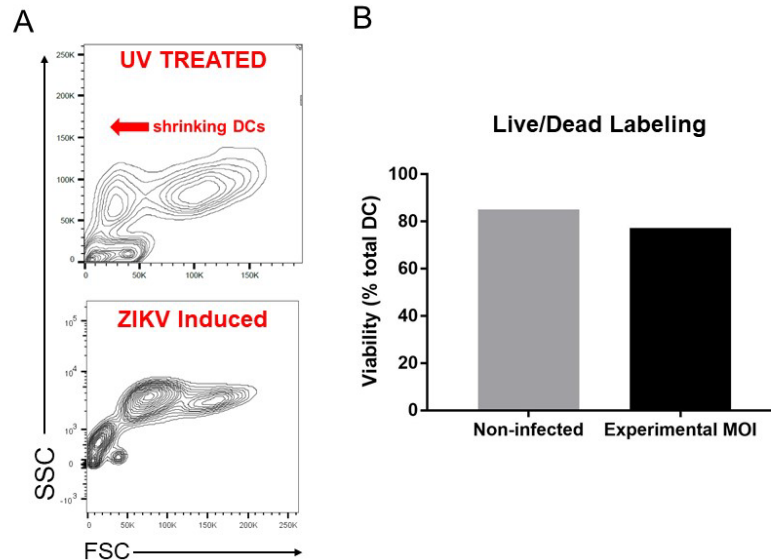 A
UV TREATED
shrinking DCs
250K
200K
150K
100K
50K
0
0
50K
100K
150K
ZIKV Induced
10^5
10^4
10^3
0
-10^3
0
50K
100K
150K
200K
250K
SSC
FSC
B
Live/Dead Labeling
Viability (% total DC)
100
80
60
40
20
0
Non-infected
Experimental MOI